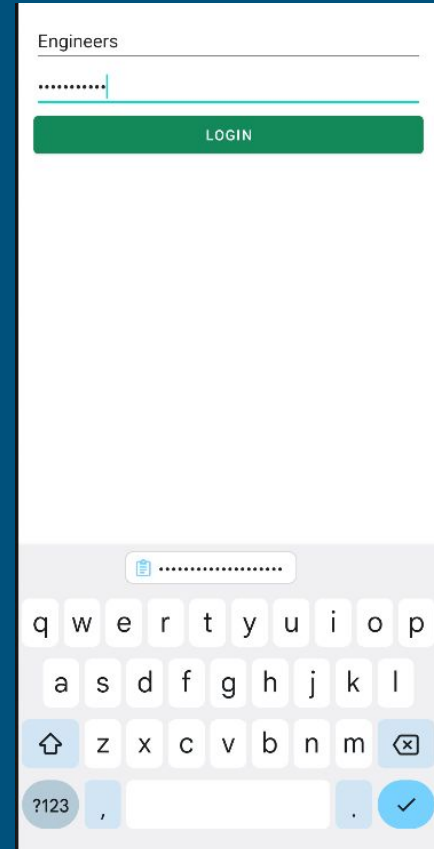 Engineers
•••••••••••
LOGIN
••••••••••••••••••••
q w e r t y u i o p
a s d f g h j k l
z x c v b n m
?123 , .